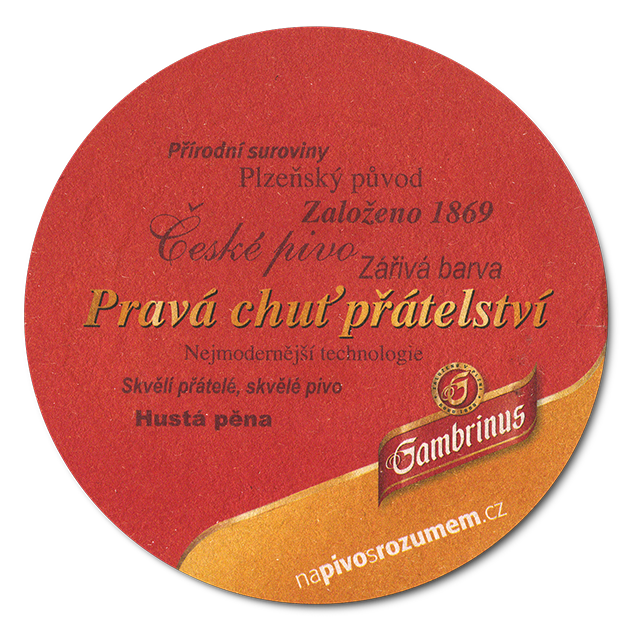 Přírodní suroviny
Plzeňský původ
Založeno 1869
České pivo
Zářivá barva
Pravá chuť přátelství
Nejmodernější technologie
Skvělí přátelé, skvělé pivo
Hustá pěna
Gambrinus
napivosrozumem.cz